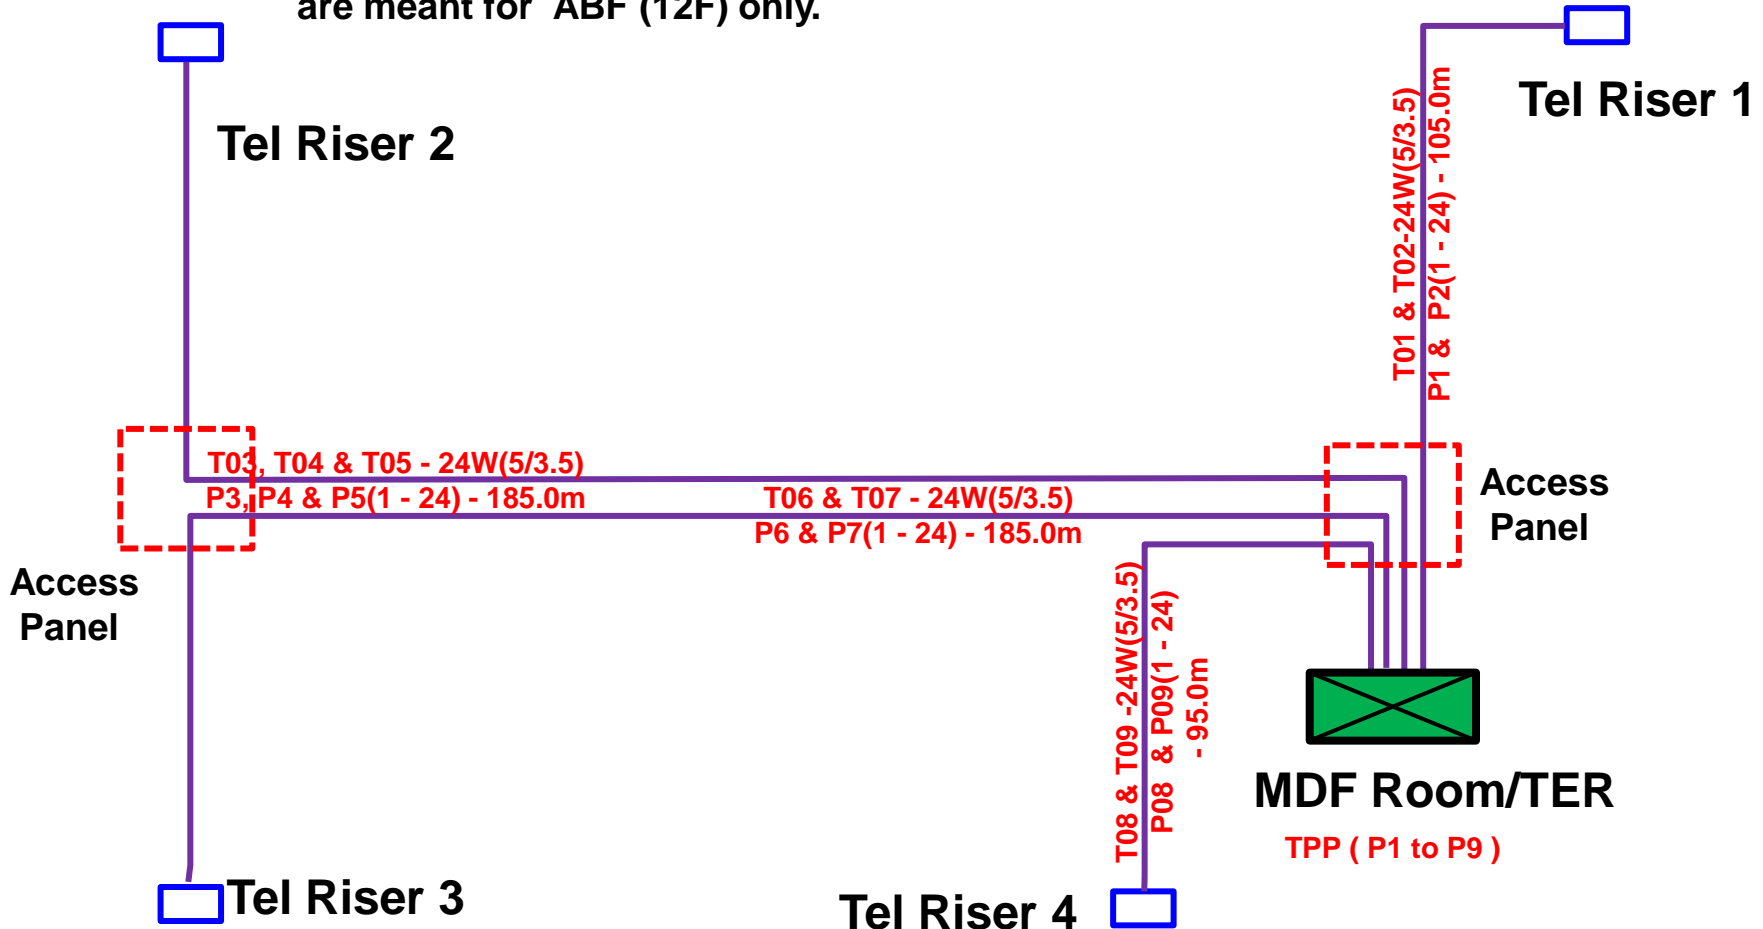 are meant for ABF (12F) only.
Tel Riser 1
Tel Riser 2
T01 & T02-24W(5/3.5)
P1 & P2(1 - 24) - 105.0m
T03, T04 & T05 - 24W(5/3.5)
P3, P4 & P5(1 - 24) - 185.0m
T06 & T07 - 24W(5/3.5)
P6 & P7(1 - 24) - 185.0m
Access
Panel
Access
Panel
T08 & T09 -24W(5/3.5)
P08 & P09(1 - 24)
- 95.0m
MDF Room/TER
TPP ( P1 to P9 )
Tel Riser 3
Tel Riser 4